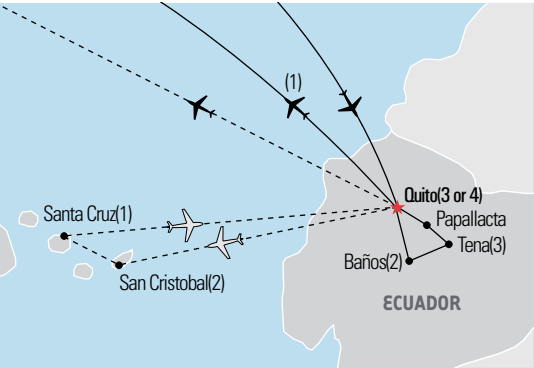 (1)
Quito(3 or 4)
Santa Cruz(1)
Papallacta
Tena(3)
Baños(2)
San Cristobal(2)
ECUADOR